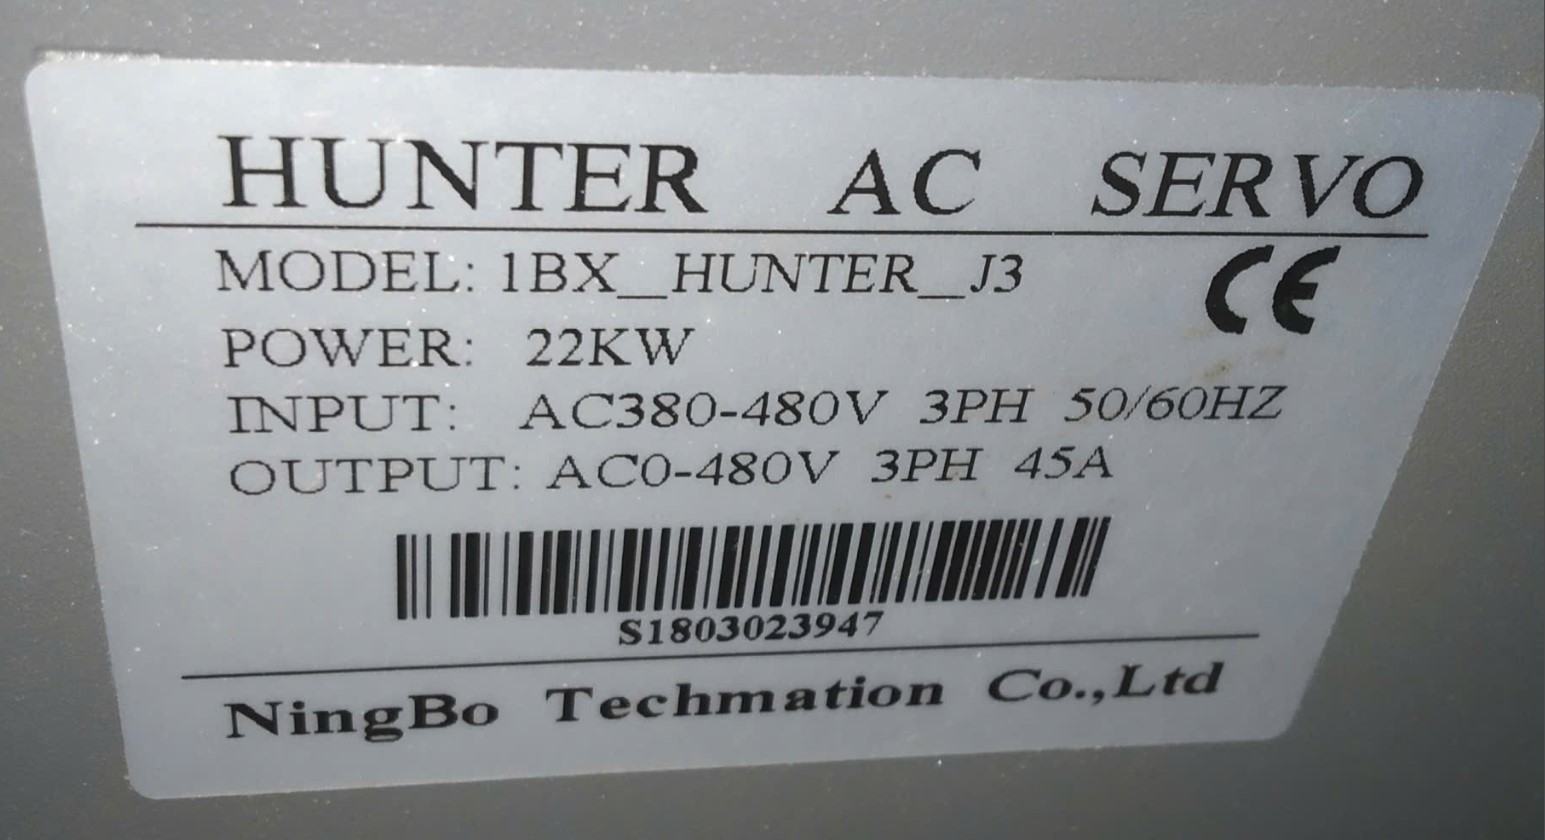 HUNTER AC SERVO
MODEL: 1BX_HUNTER_J3
CE
POWER: 22KW
INPUT: AC380-480V 3PH 50/60HZ
OUTPUT: AC0-480V 3PH 45A
S1803023947
NingBo Techmation Co.,Ltd